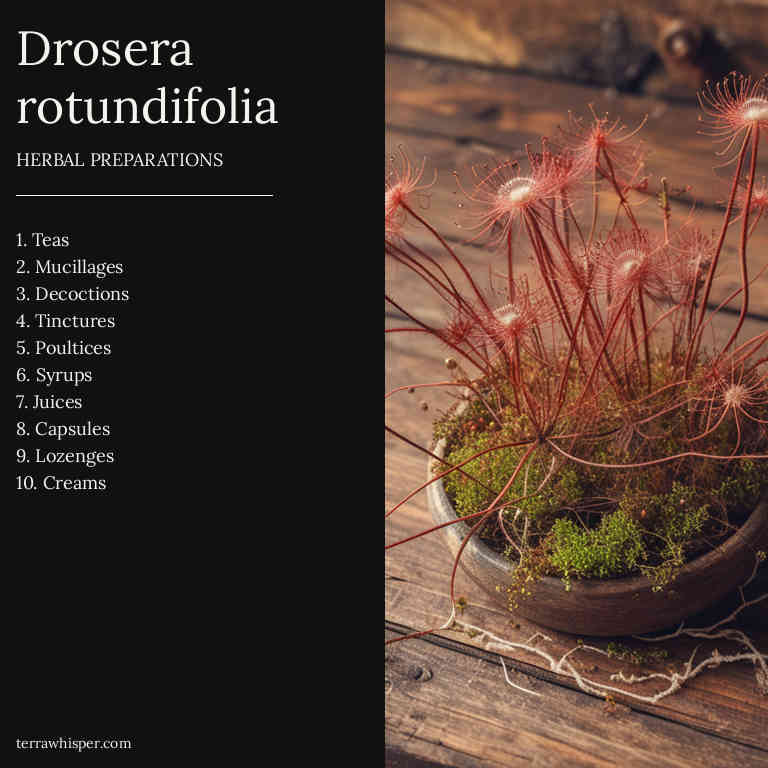 Drosera
rotundifolia
HERBAL PREPARATIONS
1. Teas
2. Mucillages
3. Decoctions
4. Tinctures
5. Poultices
6. Syrups
7. Juices
8. Capsules
9. Lozenges
10. Creams
terrawhisper.com